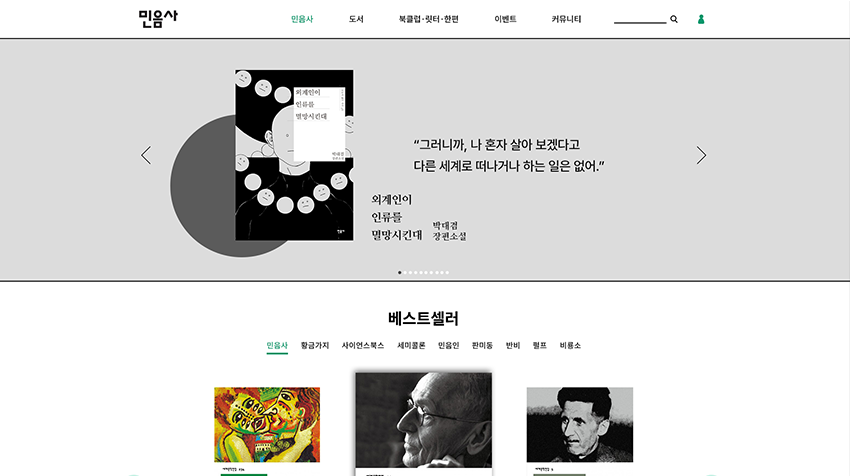 민음사
민음사 도서 북클럽·릿터·한편 이벤트 커뮤니티
외계인이
인류를
멸망시킨대
박대겸
“그러니까, 나 혼자 살아 보겠다고
다른 세계로 떠나거나 하는 일은 없어.”
외계인이
인류를
멸망시킨대
박대겸
장편소설
베스트셀러
민음사 황금가지 사이언스북스 세미콜론 민음인 판미동 반비 펄프 비룡소